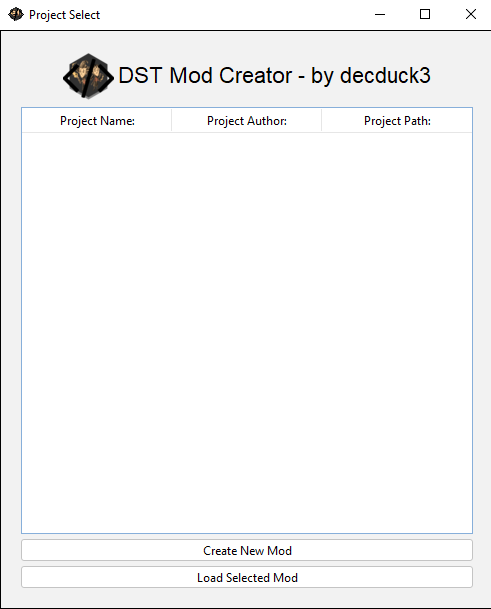 Project Select
DST Mod Creator - by decduck3
Project Name: Project Author: Project Path:
Create New Mod
Load Selected Mod